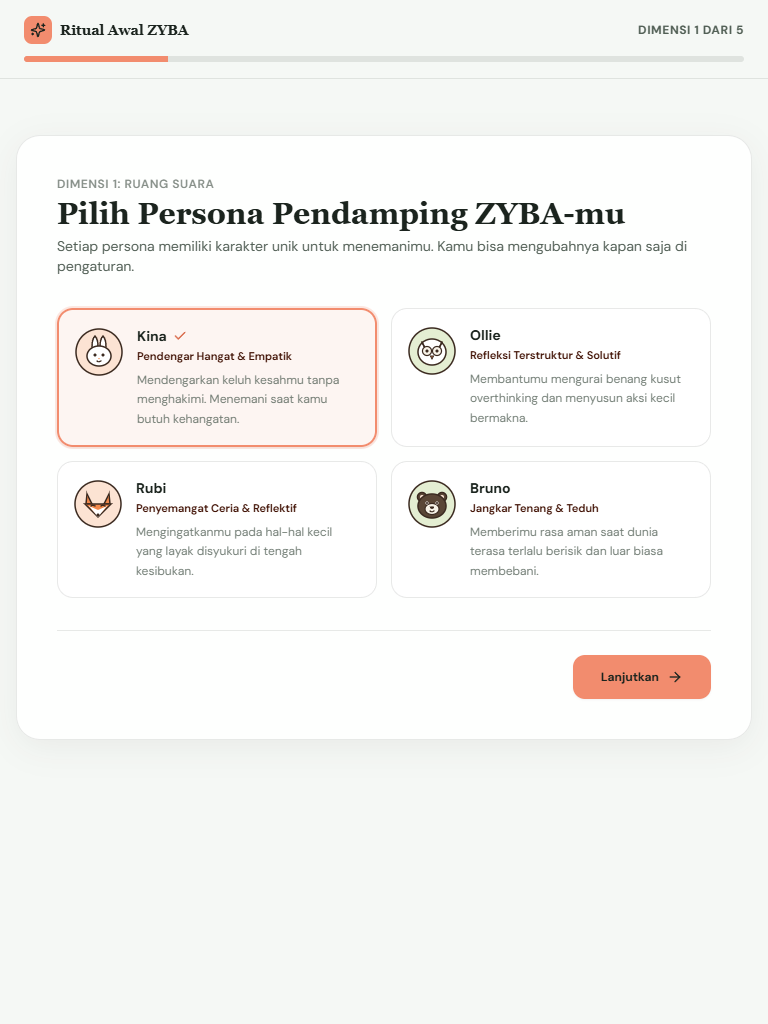 Ritual Awal ZYBA
DIMENSI 1 DARI 5
DIMENSI 1: RUANG SUARA
Pilih Persona Pendamping ZYBA-mu
Setiap persona memiliki karakter unik untuk menemanimu. Kamu bisa mengubahnya kapan saja di
pengaturan.
Kina
Pendengar Hangat & Empatik
Mendengarkan keluh kesahmu tanpa
menghakimi. Menemani saat kamu
butuh kehangatan.
Ollie
Refleksi Terstruktur & Solutif
Membantumu mengurai benang kusut
overthinking dan menyusun aksi kecil
bermakna.
Rubi
Penyemangat Ceria & Reflektif
Mengingatkanmu pada hal-hal kecil
yang layak disyukuri di tengah
kesibukan.
Bruno
Jangkar Tenang & Teduh
Memberimu rasa aman saat dunia
terasa terlalu berisik dan luar biasa
membebani.
Lanjutkan